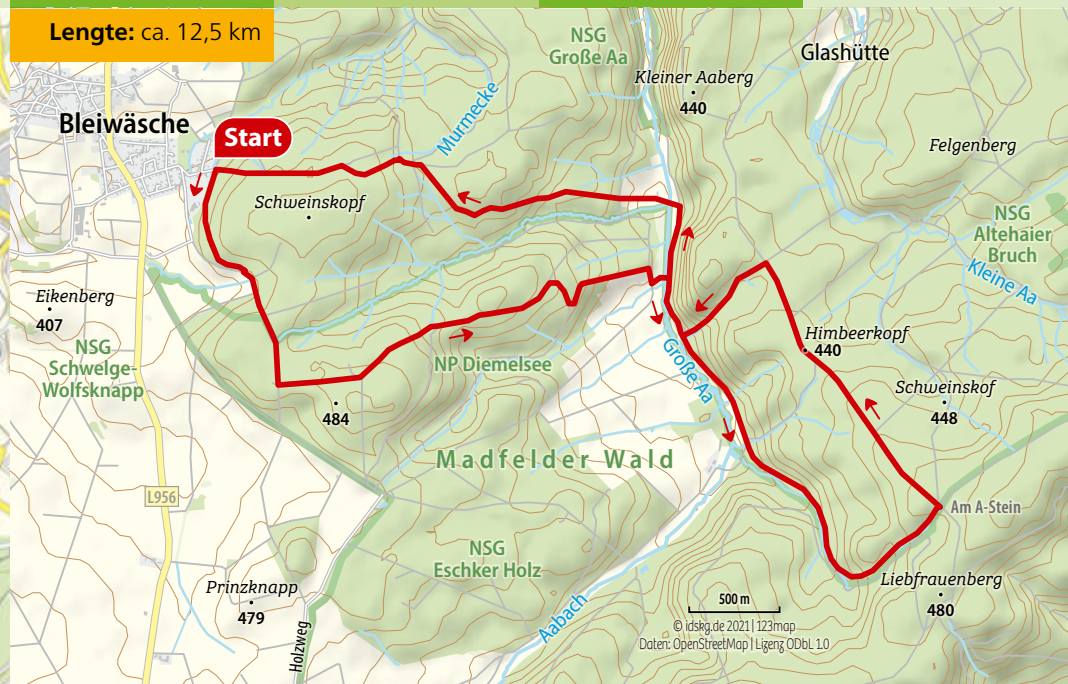 Lengte: ca. 12,5 km
NSG
Große Aa
Glashütte
Kleiner Aaberg
440
Murmecke
Bleiwäsche
Start
Felgenberg
Schweinskopf
NSG
Altehaier
Bruch
Kleine Aa
Eikenberg
407
NSG
Schwelge-
Wolfsknapp
Himbeerkopf
440
Große Aa
NP Diemelsee
Schweinskof
448
484
Madfelder Wald
L956
Am A-Stein
NSG
Eschker Holz
Prinzknapp
479
Liebfrauenberg
480
Aabach
Holzweg
500 m
© idskg.de 2021 | 123map
Daten: OpenStreetMap | Lizenz ODbL 1.0